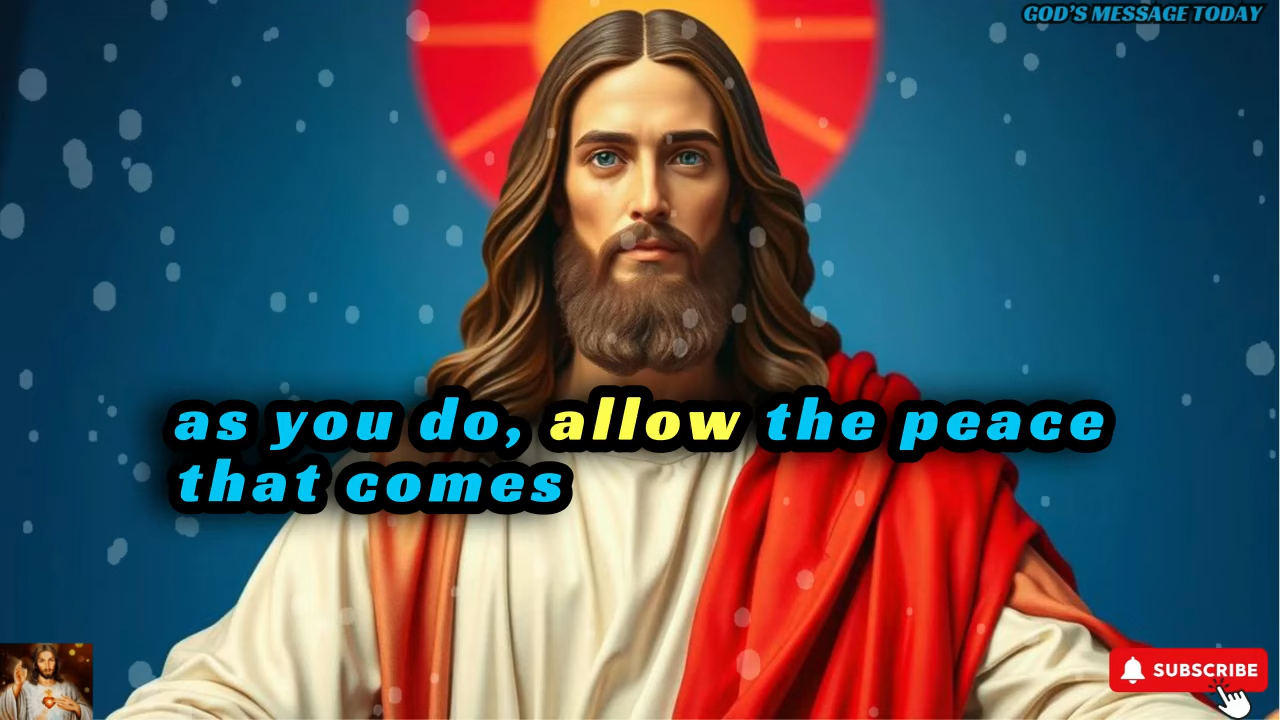 GOD'S MESSAGE TODAY
as you do, allow the peace
that comes
SUBSCRIBE